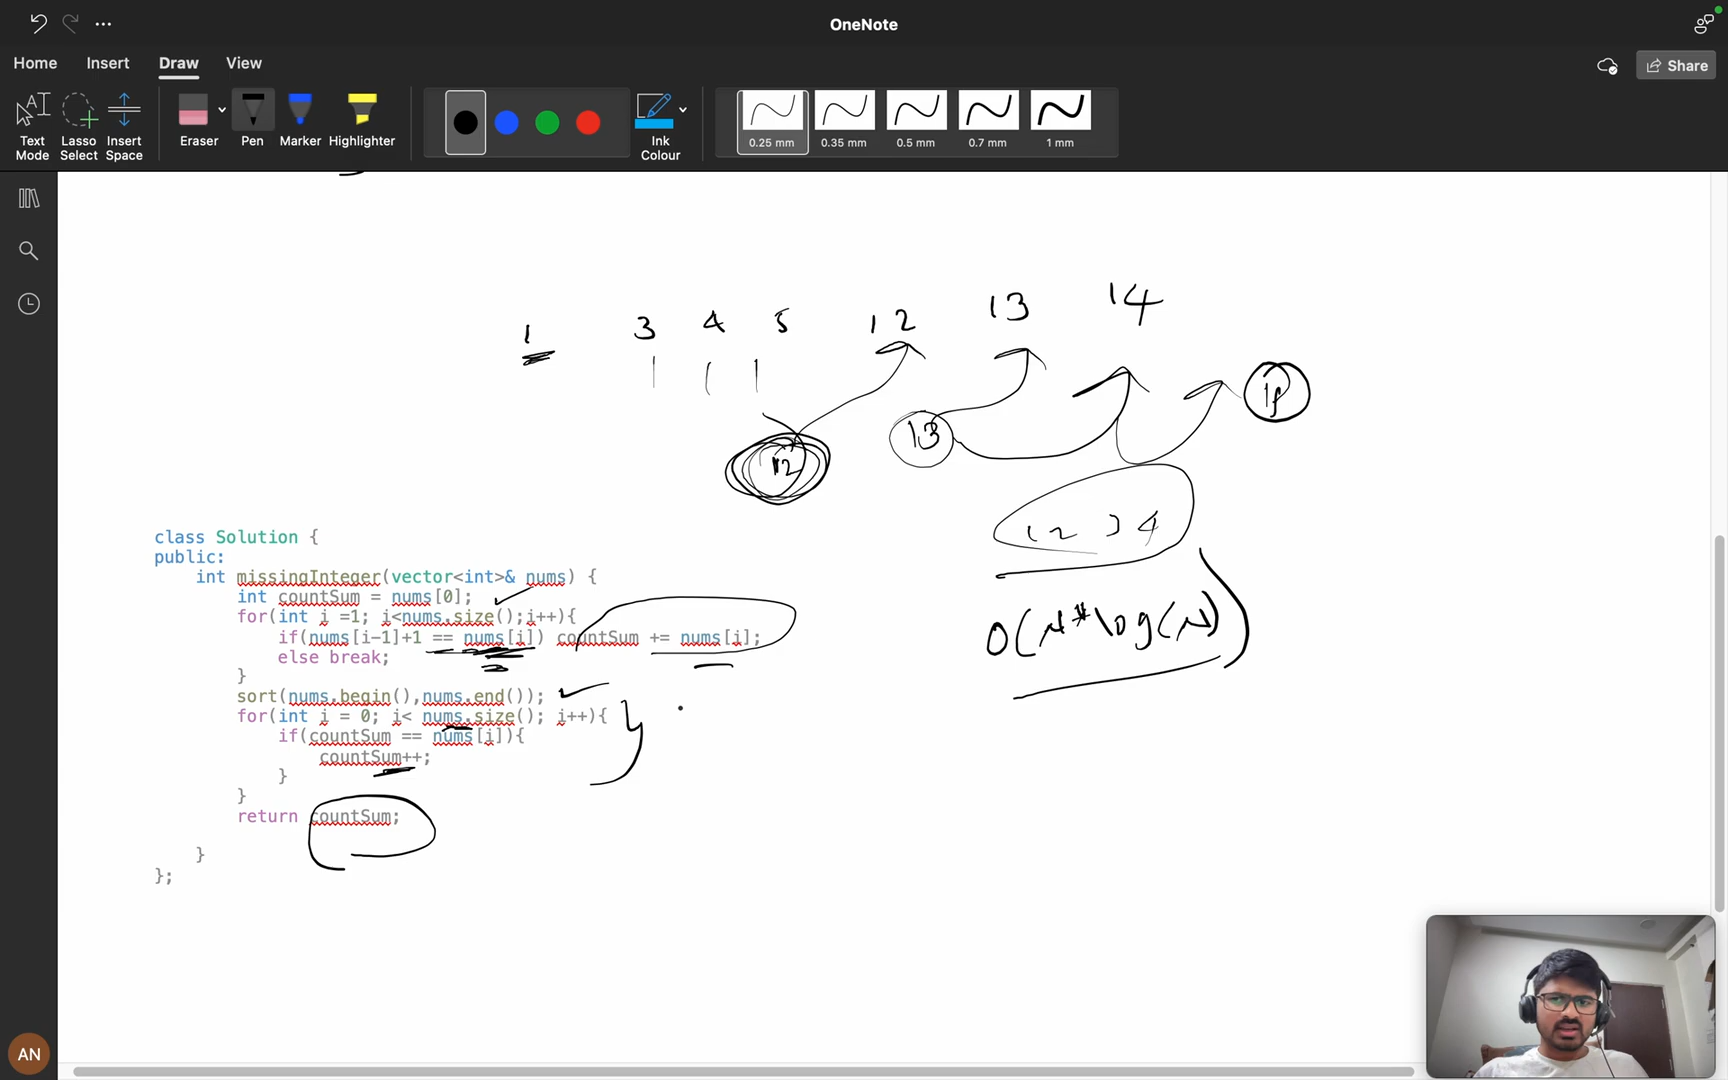 OneNote
Home Insert Draw View
Share
Text Mode
Lasso Select
Insert Space
Eraser
Pen
Marker
Highlighter
Ink Colour
0.25 mm
0.35 mm
0.5 mm
0.7 mm
1 mm
1 3 4 5 12 13 14
12 13
1 2 3 4
O(N*log(N))
class Solution {
public:
int missingInteger(vector<int>& nums) {
int countSum = nums[0];
for(int i =1; i<nums.size();i++){
if(nums[i-1]+1 == nums[i]) countSum += nums[i];
else break;
}
sort(nums.begin(),nums.end());
for(int i = 0; i< nums.size(); i++){
if(countSum == nums[i]){
countSum++;
}
}
return countSum;
}
};
AN